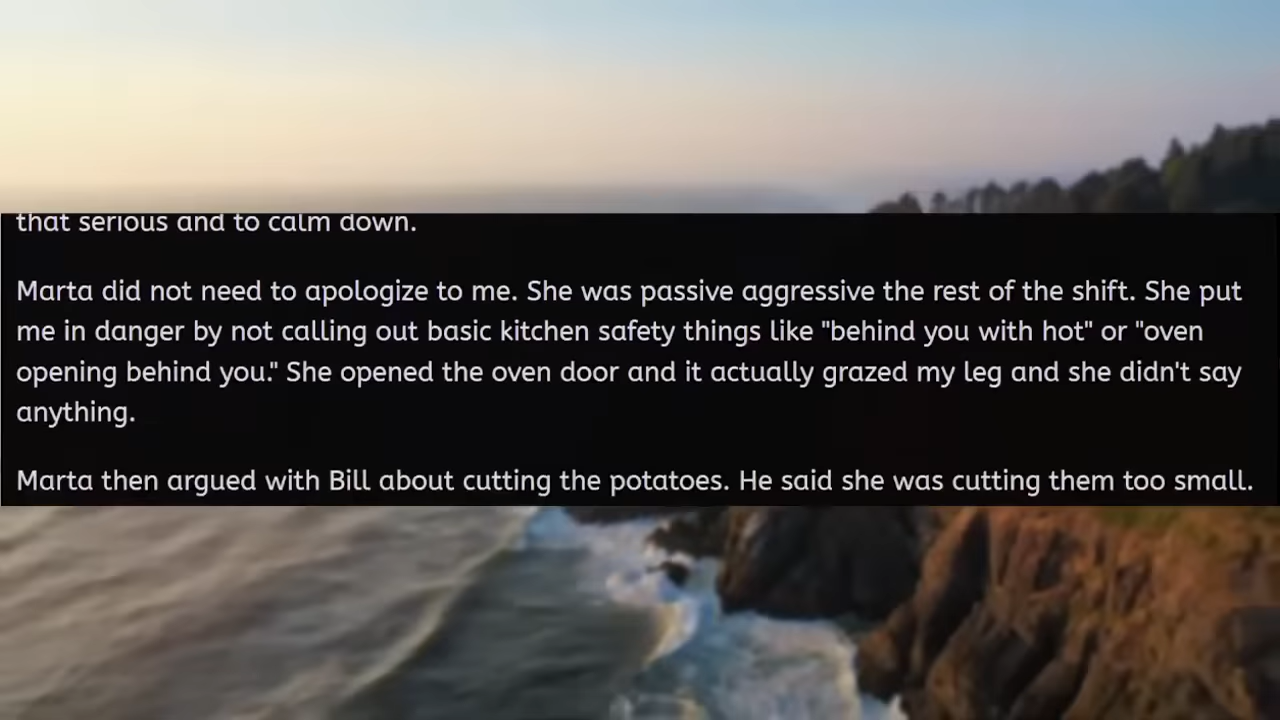 that serious and to calm down.
Marta did not need to apologize to me. She was passive aggressive the rest of the shift. She put
me in danger by not calling out basic kitchen safety things like "behind you with hot" or "oven
opening behind you." She opened the oven door and it actually grazed my leg and she didn't say
anything.
Marta then argued with Bill about cutting the potatoes. He said she was cutting them too small.